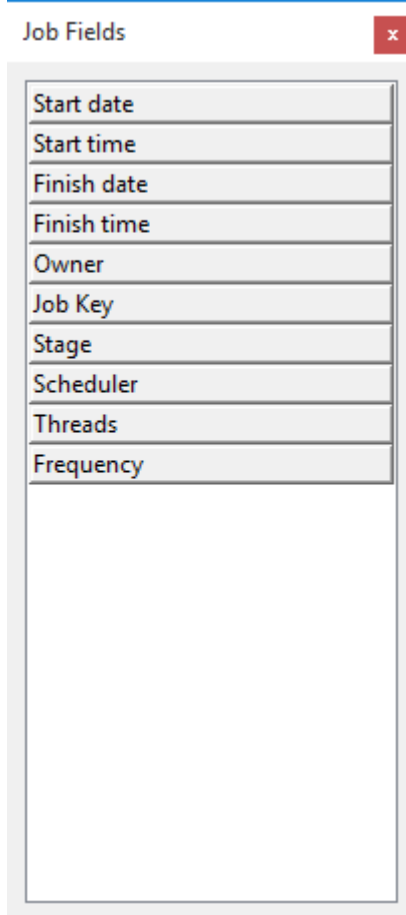 Job Fields
x
Start date
Start time
Finish date
Finish time
Owner
Job Key
Stage
Scheduler
Threads
Frequency